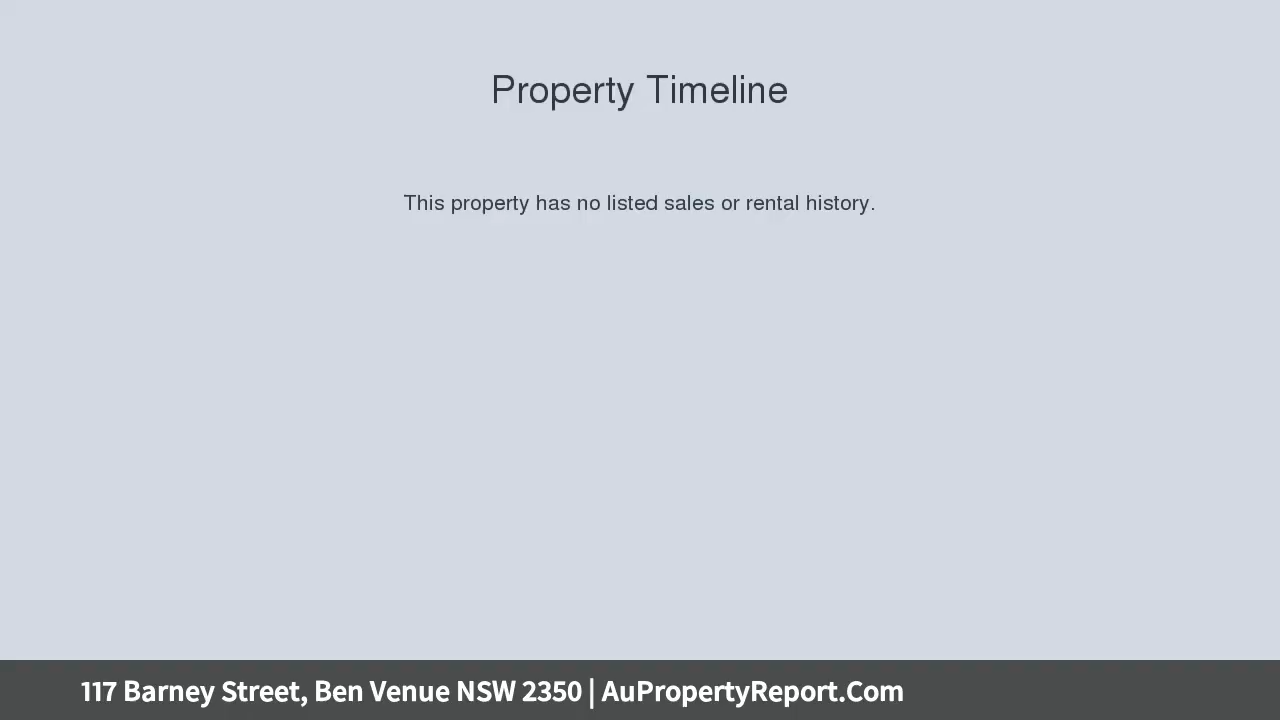 Property Timeline
This property has no listed sales or rental history.
117 Barney Street, Ben Venue NSW 2350 | AuPropertyReport.Com